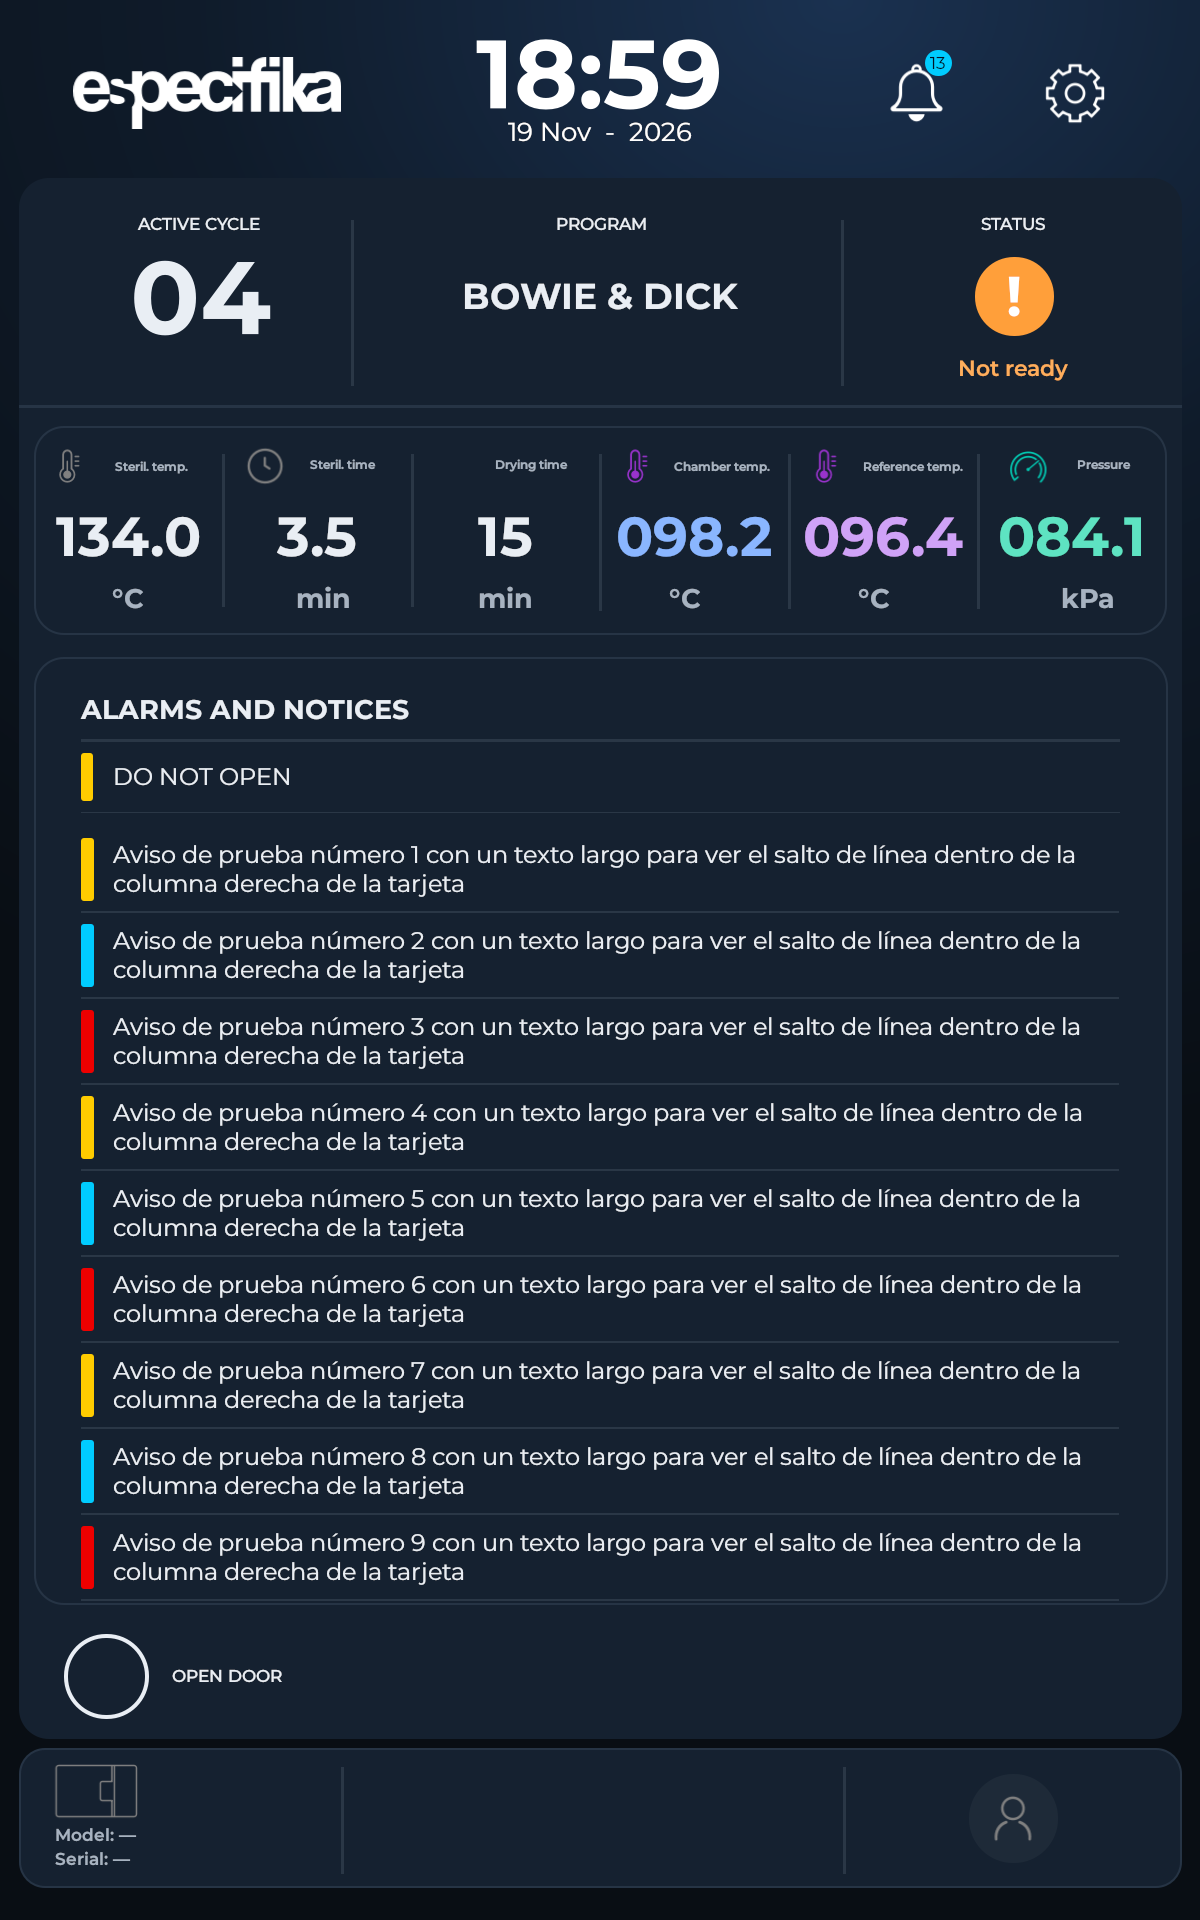 especifika
18:59
19 Nov - 2026
13
ACTIVE CYCLE
04
PROGRAM
BOWIE & DICK
STATUS
!
Not ready
Steril. temp.
134.0
°C
Steril. time
3.5
min
Drying time
15
min
Chamber temp.
098.2
°C
Reference temp.
096.4
°C
Pressure
084.1
kPa
ALARMS AND NOTICES
DO NOT OPEN
Aviso de prueba número 1 con un texto largo para ver el salto de línea dentro de la
columna derecha de la tarjeta
Aviso de prueba número 2 con un texto largo para ver el salto de línea dentro de la
columna derecha de la tarjeta
Aviso de prueba número 3 con un texto largo para ver el salto de línea dentro de la
columna derecha de la tarjeta
Aviso de prueba número 4 con un texto largo para ver el salto de línea dentro de la
columna derecha de la tarjeta
Aviso de prueba número 5 con un texto largo para ver el salto de línea dentro de la
columna derecha de la tarjeta
Aviso de prueba número 6 con un texto largo para ver el salto de línea dentro de la
columna derecha de la tarjeta
Aviso de prueba número 7 con un texto largo para ver el salto de línea dentro de la
columna derecha de la tarjeta
Aviso de prueba número 8 con un texto largo para ver el salto de línea dentro de la
columna derecha de la tarjeta
Aviso de prueba número 9 con un texto largo para ver el salto de línea dentro de la
columna derecha de la tarjeta
OPEN DOOR
Model: —
Serial: —